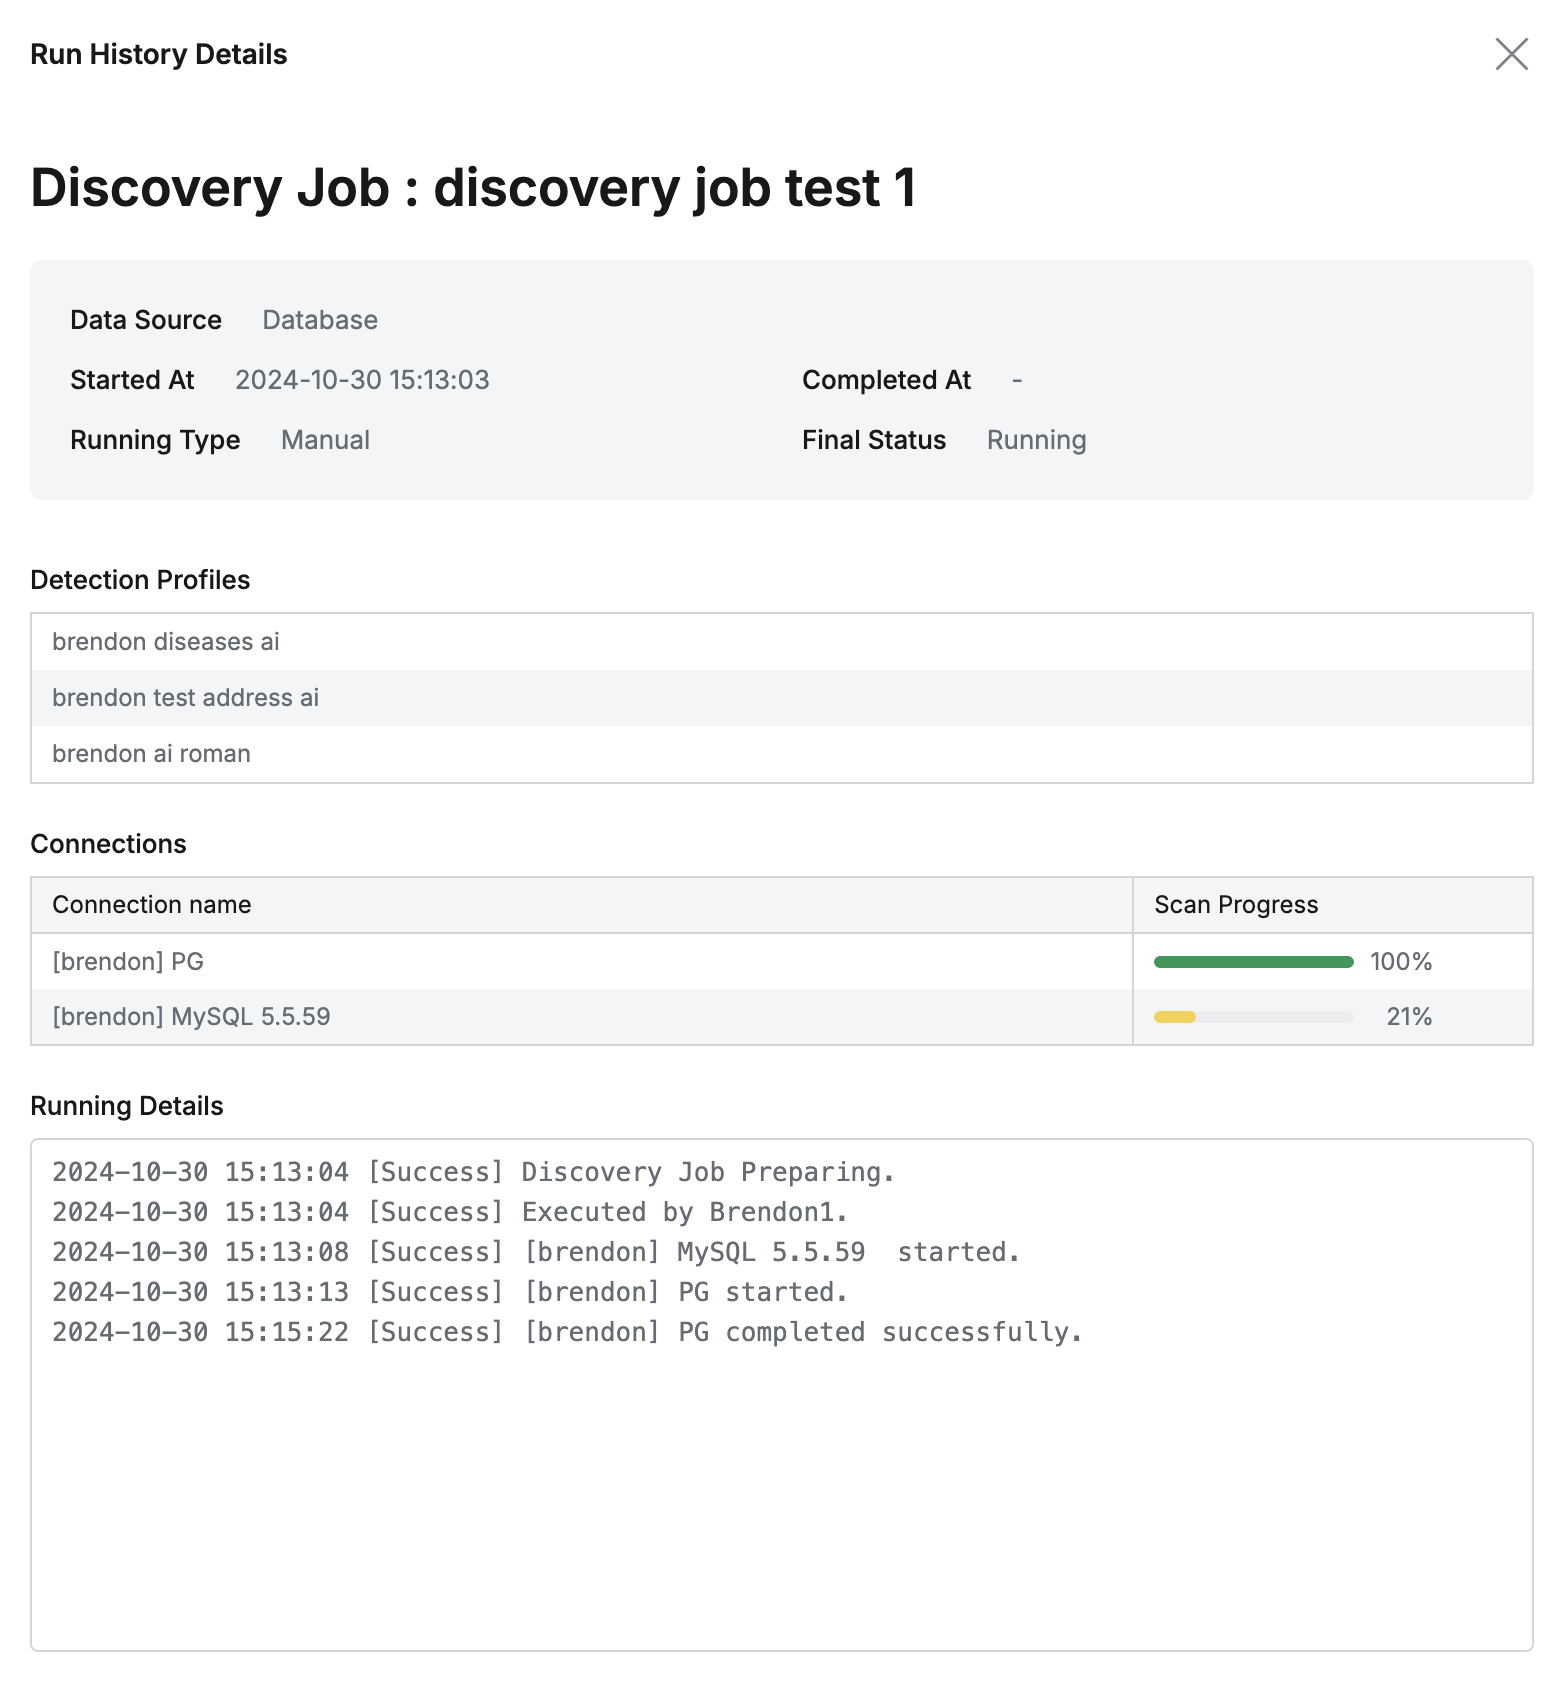 Run History Details
Discovery Job : discovery job test 1
Data Source Database
Started At 2024-10-30 15:13:03 Completed At -
Running Type Manual Final Status Running
Detection Profiles
brendon diseases ai
brendon test address ai
brendon ai roman
Connections
Connection name Scan Progress
[brendon] PG 100%
[brendon] MySQL 5.5.59 21%
Running Details
2024-10-30 15:13:04 [Success] Discovery Job Preparing.
2024-10-30 15:13:04 [Success] Executed by Brendon1.
2024-10-30 15:13:08 [Success] [brendon] MySQL 5.5.59  started.
2024-10-30 15:13:13 [Success] [brendon] PG started.
2024-10-30 15:15:22 [Success] [brendon] PG completed successfully.